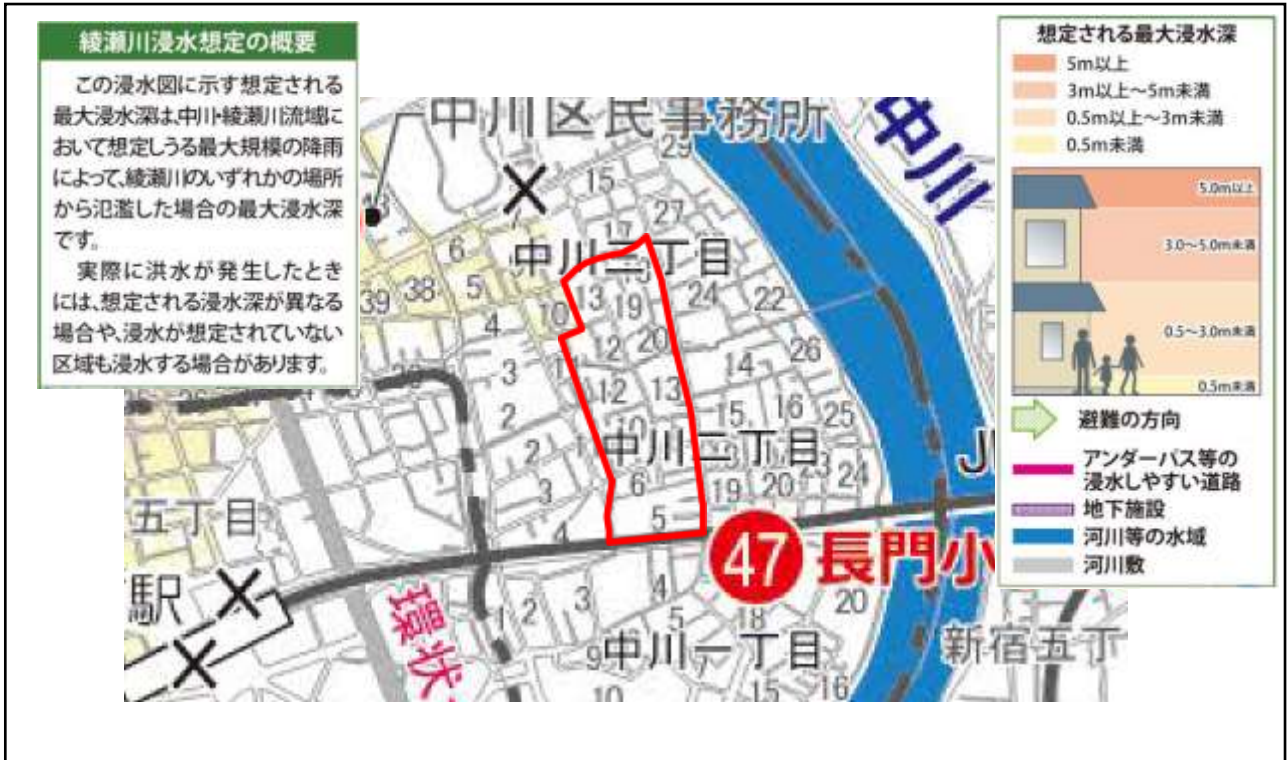 綾瀬川浸水想定の概要
この浸水図に示す想定される
最大浸水深は、中川・綾瀬川流域に
おいて想定しうる最大規模の降雨
によって、綾瀬川のいずれかの場所
から氾濫した場合の最大浸水深
です。
実際に洪水が発生したとき
には、想定される浸水深が異なる
場合や、浸水が想定されていない
区域も浸水する場合があります。
想定される最大浸水深
5m以上
3m以上～5m未満
0.5m以上～3m未満
0.5m未満
5.0m以上
3.0～5.0m未満
0.5～3.0m未満
0.5m未満
避難の方向
アンダーパス等の
浸水しやすい道路
地下施設
河川等の水域
河川敷
中川区民事務所
中川
29
15
27
17
6
中川三丁目
39
38
5
10
13
19
24
22
4
12
20
26
3
14
12
13
2
15
16
25
10
中川二丁目
2
23
24
6
3
19
20
5
4
五丁目
47
長門小
駅
環状
1
2
3
4
5
18
20
6
9
中川一丁目
7
10
15
16
新宿五丁